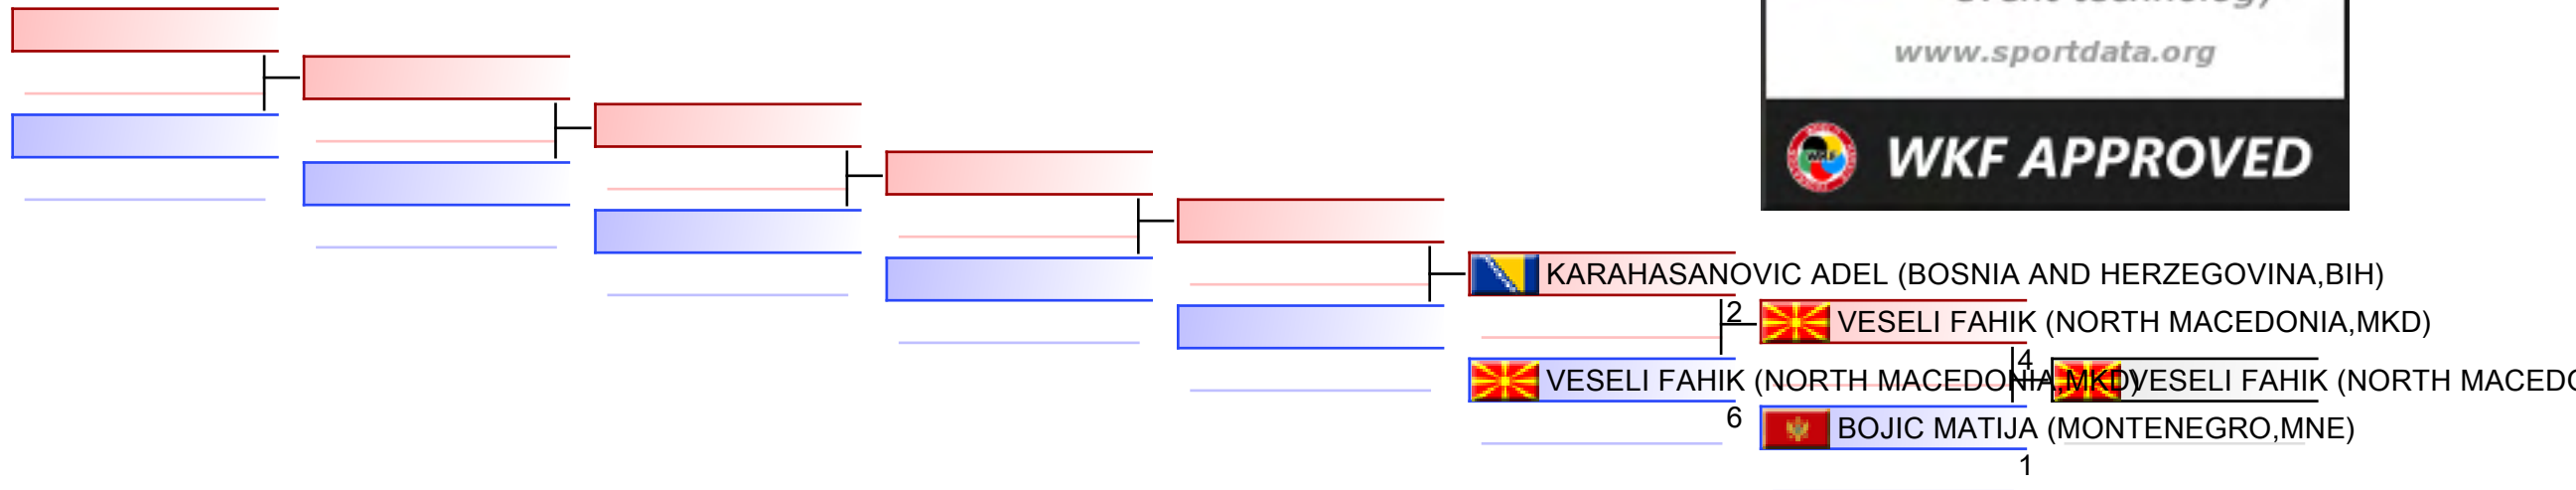 www.sportdata.org
WKF APPROVED
KARAHASANOVIC ADEL (BOSNIA AND HERZEGOVINA,BIH)
2
VESELI FAHIK (NORTH MACEDONIA,MKD)
4
VESELI FAHIK (NORTH MACEDONIA,MKD)
VESELI FAHIK (NORTH MACEDO
6
BOJIC MATIJA (MONTENEGRO,MNE)
1